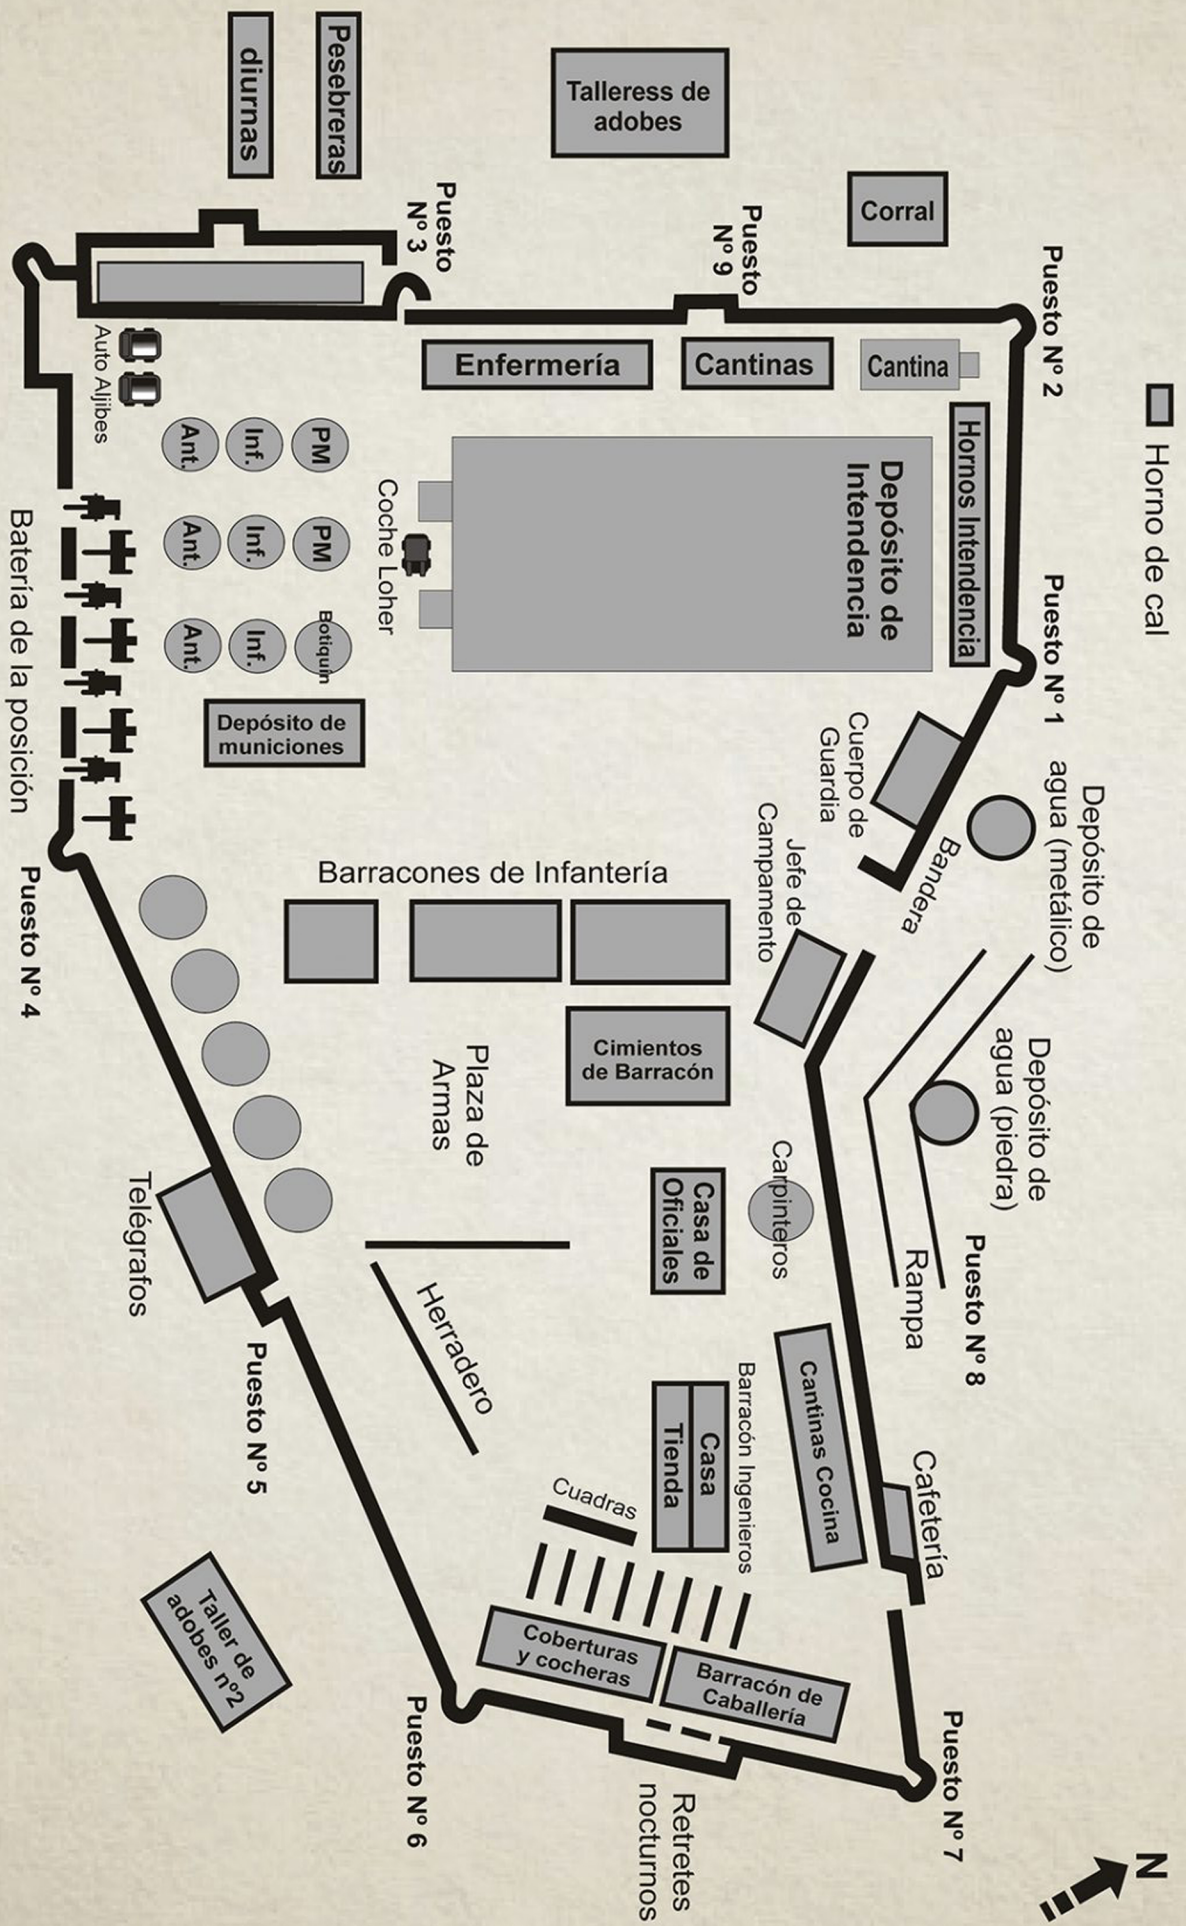 Pesebreras
diurnas
Talleress de
adobes
Corral
Puesto
Nº 3
Puesto
Nº 9
Puesto Nº 2
Horno de cal
Enfermería
Cantinas
Cantina
Hornos Intendencia
Auto Aljibes
PM
Inf.
Ant.
PM
Inf.
Ant.
Botiquín
Inf.
Ant.
Coche Loher
Depósito de
Intendencia
Puesto Nº 1
Batería de la posición
Depósito de
municiones
Cuerpo de
Guardia
Depósito de
agua (metálico)
Bandera
Jefe de
Campamento
Barracones de Infantería
Puesto Nº 4
Cimientos
de Barracón
Plaza de
Armas
Depósito de
agua (piedra)
Carpinteros
Casa de
Oficiales
Telégrafos
Rampa
Puesto Nº 8
Herradero
Puesto Nº 5
Barracón Ingenieros
Casa
Tienda
Cantinas Cocina
Cafetería
Cuadras
Taller de
adobes nº2
Coberturas
y cocheras
Barracón de
Caballería
Puesto Nº 6
Puesto Nº 7
Retretes
nocturnos
N